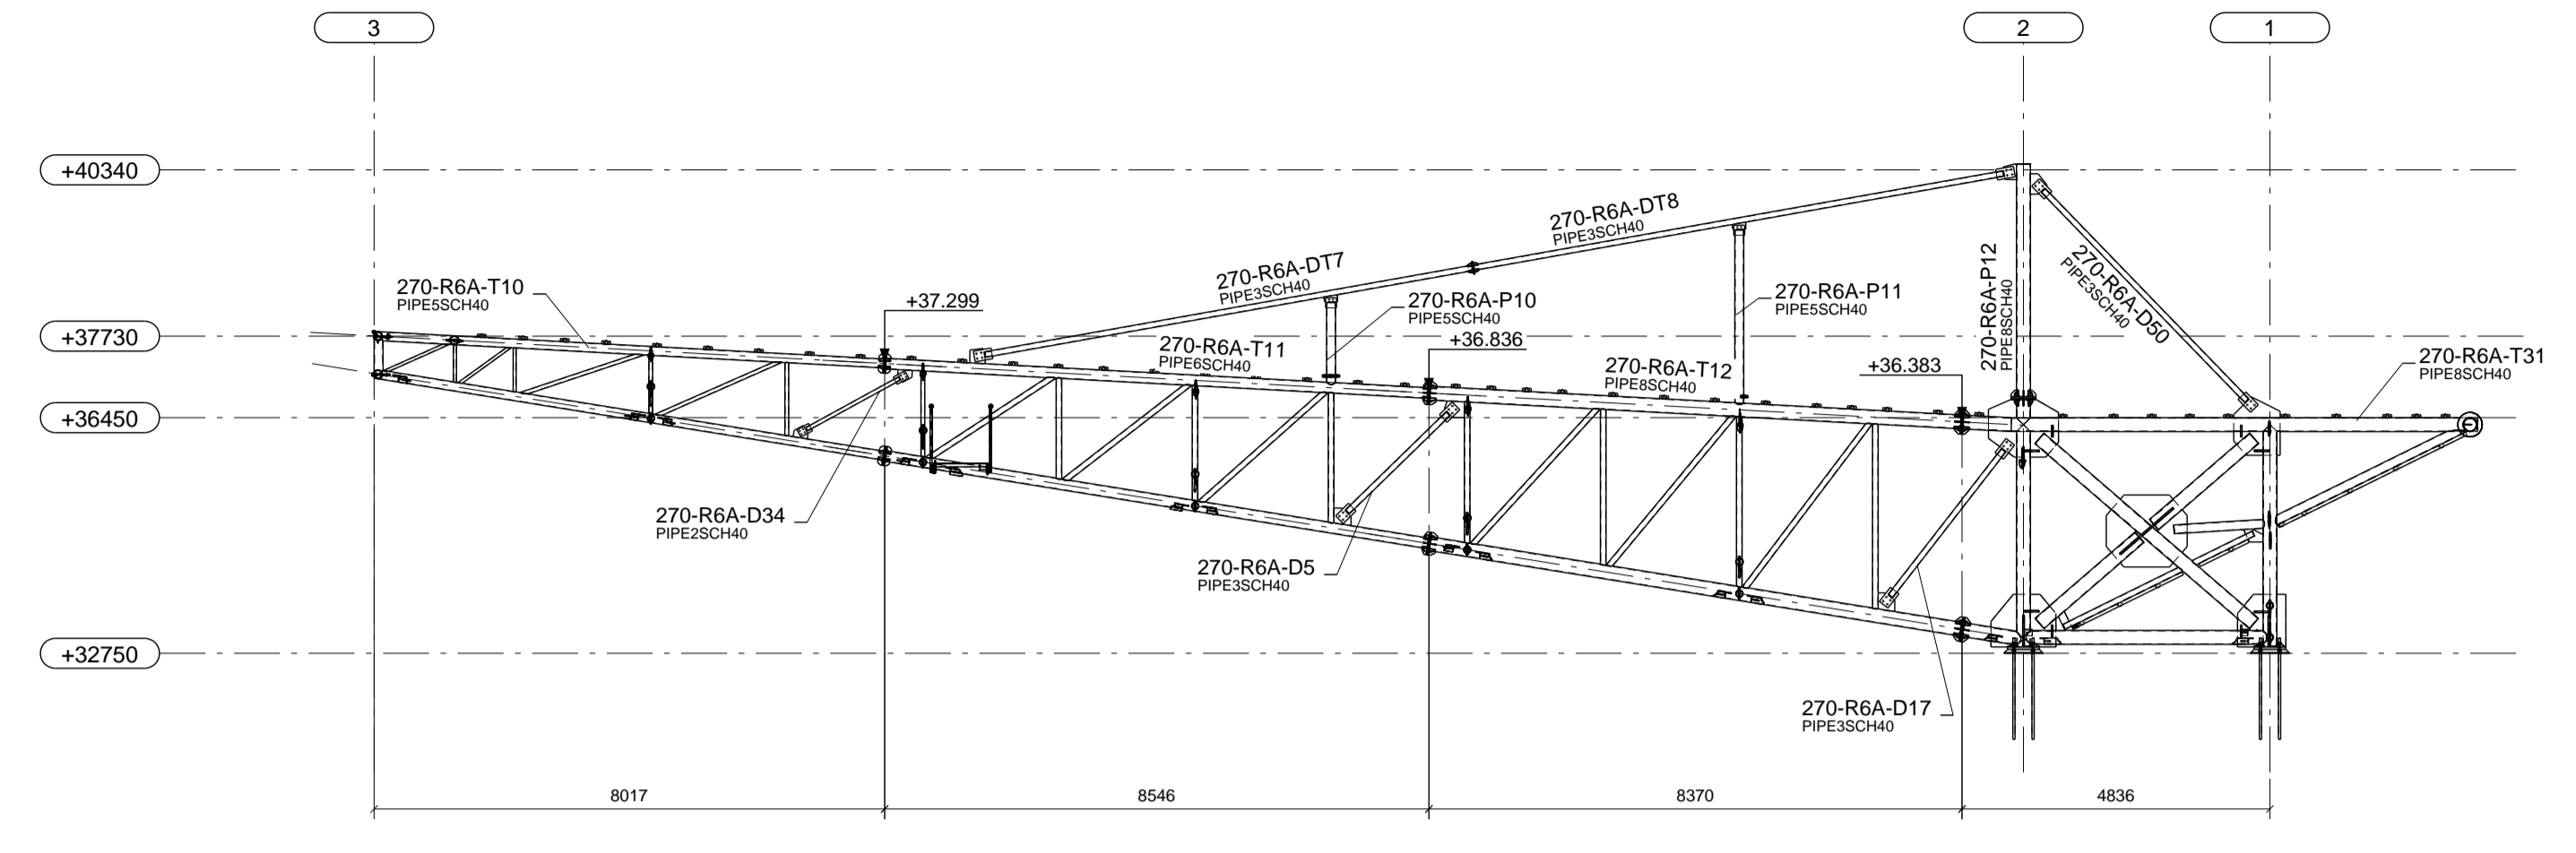 3
2
1
+40340
270-R6A-DT8
PIPE3SCH40
270-R6A-P12
PIPE8SCH40
270-R6A-D50
PIPE3SCH40
270-R6A-DT7
PIPE3SCH40
270-R6A-T10
PIPE5SCH40
+37.299
270-R6A-P10
PIPE5SCH40
270-R6A-P11
PIPE5SCH40
+37730
270-R6A-T11
PIPE6SCH40
+36.836
270-R6A-T12
PIPE8SCH40
+36.383
270-R6A-T31
PIPE8SCH40
+36450
270-R6A-D34
PIPE2SCH40
270-R6A-D5
PIPE3SCH40
+32750
270-R6A-D17
PIPE3SCH40
8017
8546
8370
4836